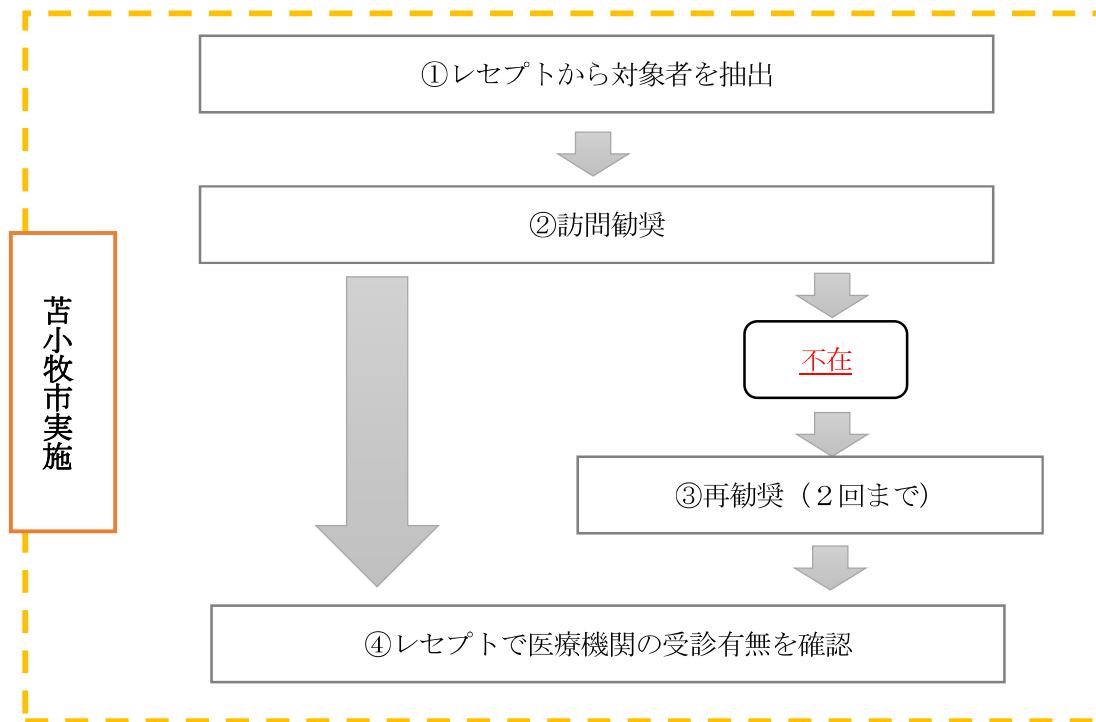 ①レセプトから対象者を抽出
②訪問勧奨
苫小牧市実施
不在
③再勧奨（２回まで）
④レセプトで医療機関の受診有無を確認